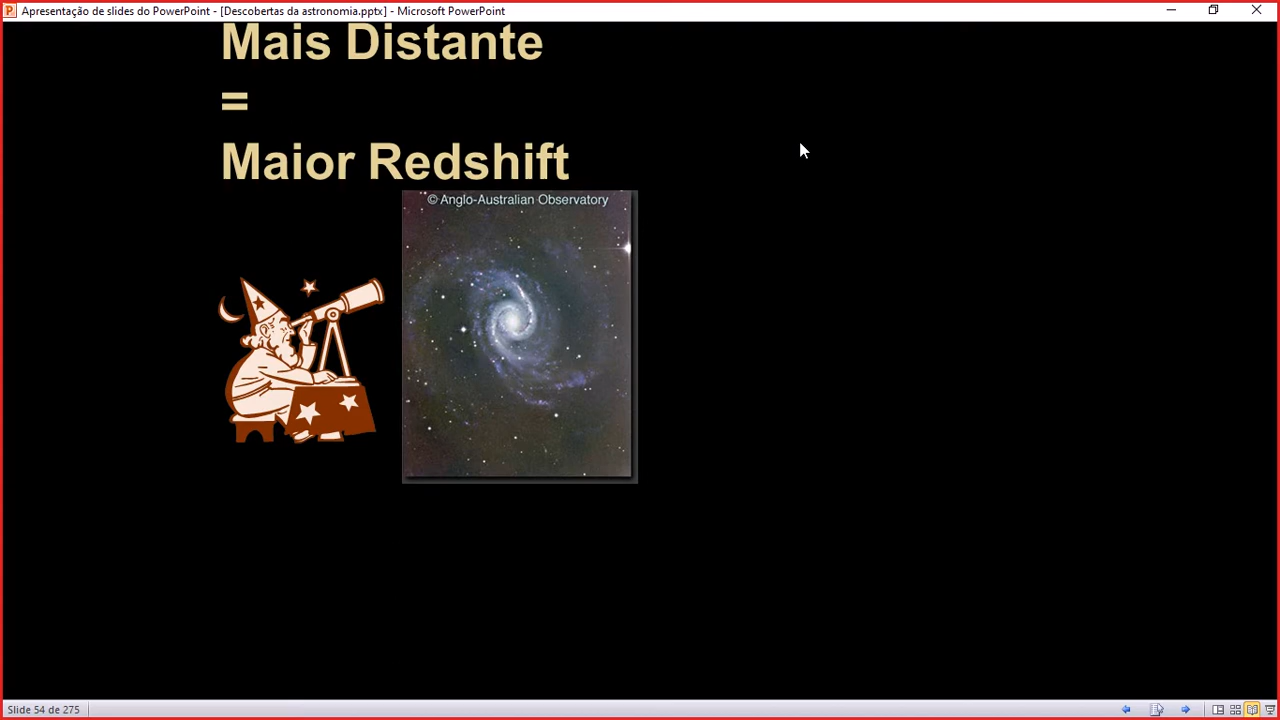 Apresentação de slides do PowerPoint - [Descobertas da astronomia.pptx] - Microsoft PowerPoint
Mais Distante
=
Maior Redshift
© Anglo-Australian Observatory
Slide 54 de 275